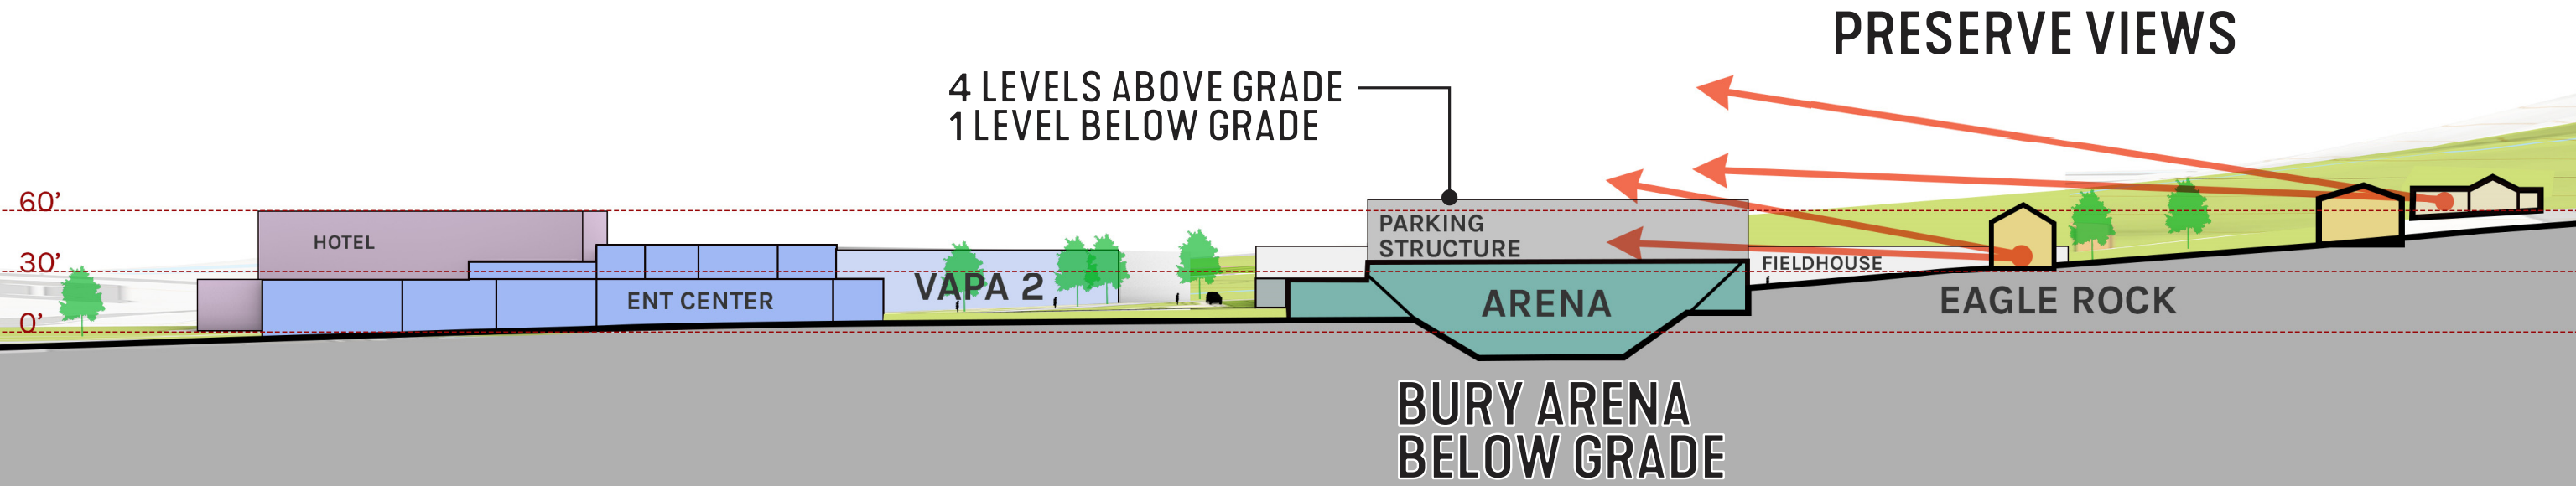 PRESERVE VIEWS
4 LEVELS ABOVE GRADE
1 LEVEL BELOW GRADE
60’
HOTEL
PARKING
STRUCTURE
30’
FIELDHOUSE
VAPA 2
ENT CENTER
ARENA
EAGLE ROCK
0’
BURY ARENA
BELOW GRADE